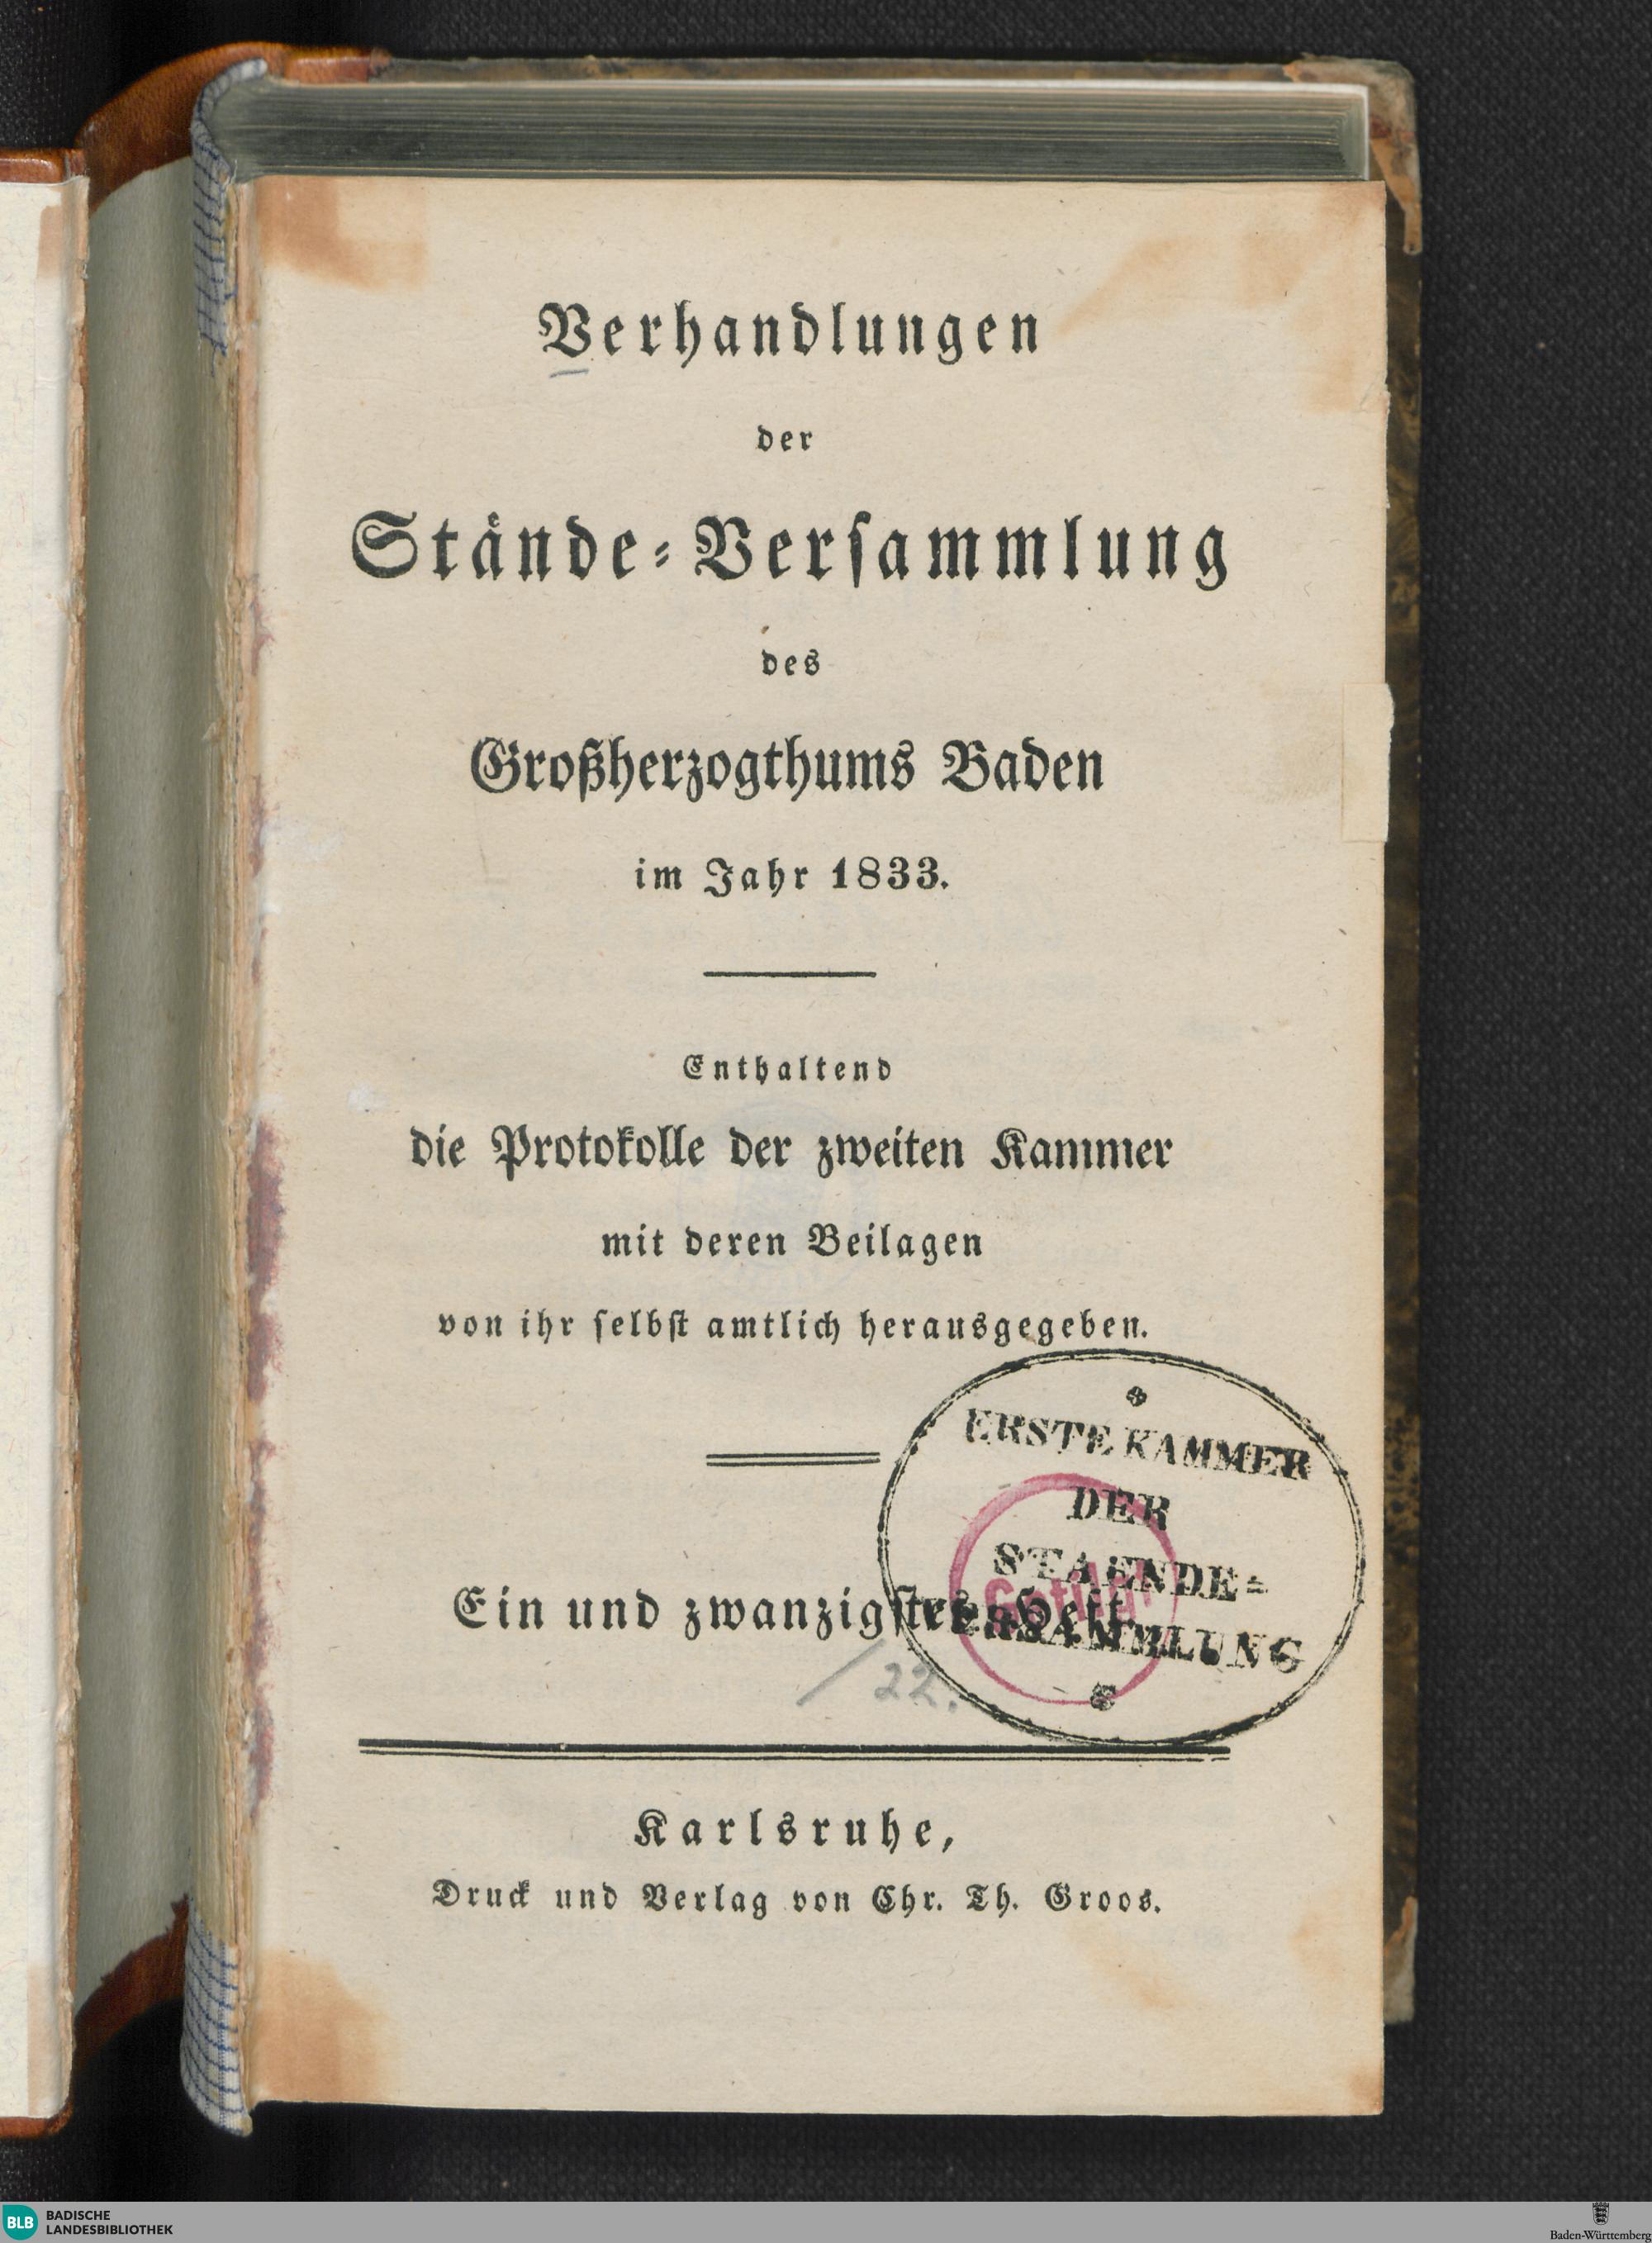 Verhandlungen
der
Stände-Versammlung
des
Großherzogthums Baden
im Jahr 1833.
Enthaltend
die Protokolle der zweiten Kammer
mit deren Beilagen
von ihr selbst amtlich herausgegeben.
ERSTE KAMMER
DER
STAENDE=
VERSAMMLUNG
Ein und zwanzigstes Heft.
/22.
Karlsruhe,
Druck und Verlag von Chr. Th. Groos.
BLB BADISCHE
LANDESBIBLIOTHEK
Baden-Württemberg